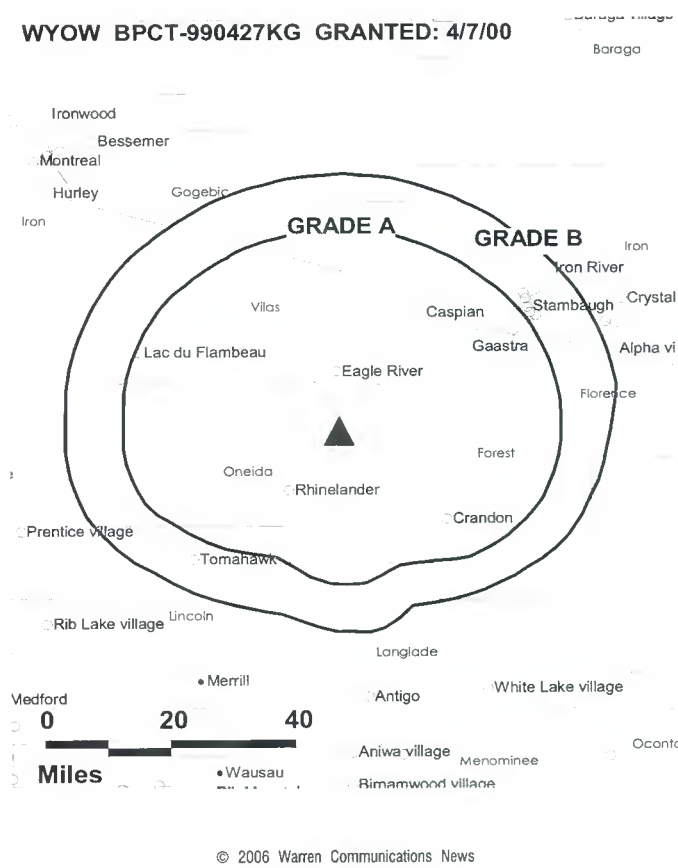 WYOW BPCT-990427KG GRANTED: 4/7/00
Baraga Village
Baraga
Ironwood
Bessemer
Montreal
Hurley
Gogebic
Iron
GRADE A
GRADE B
Iron
Iron River
Vilas
Caspian
Stambaugh
Crystal
Lac du Flambeau
Gaastra
Alpha vi
Eagle River
Florence
Forest
Oneida
Rhinelander
Crandon
Prentice village
Tomahawk
Rib Lake village
Lincoln
Langlade
Merrill
White Lake village
Medford
Antigo
0 20 40
Aniwa village
Menominee
Oconto
Miles
Wausau
Birnamwood village
© 2006 Warren Communications News